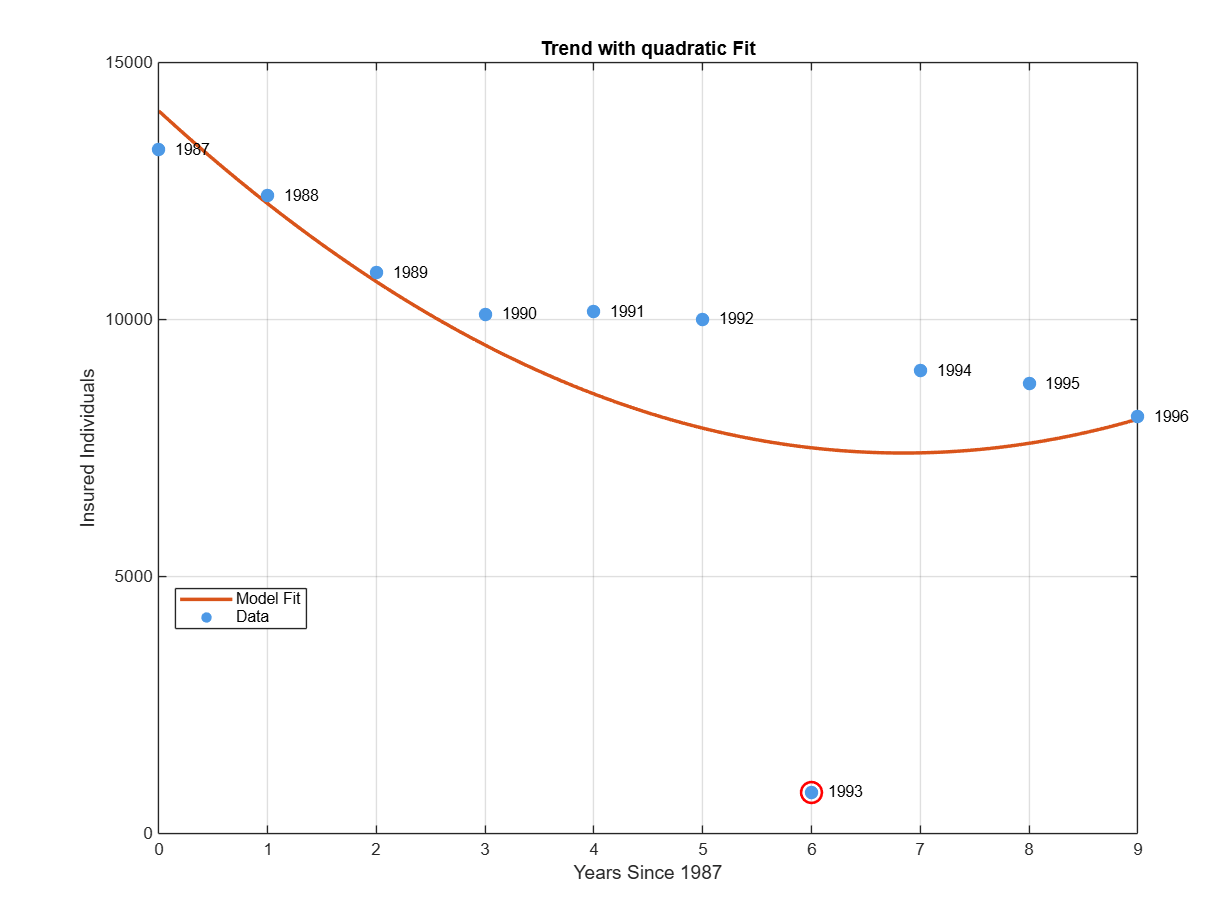 Trend with quadratic Fit
15000
10000
5000
0
Insured Individuals
1987
1988
1989
1990
1991
1992
1993
1994
1995
1996
Model Fit
Data
0 1 2 3 4 5 6 7 8 9
Years Since 1987